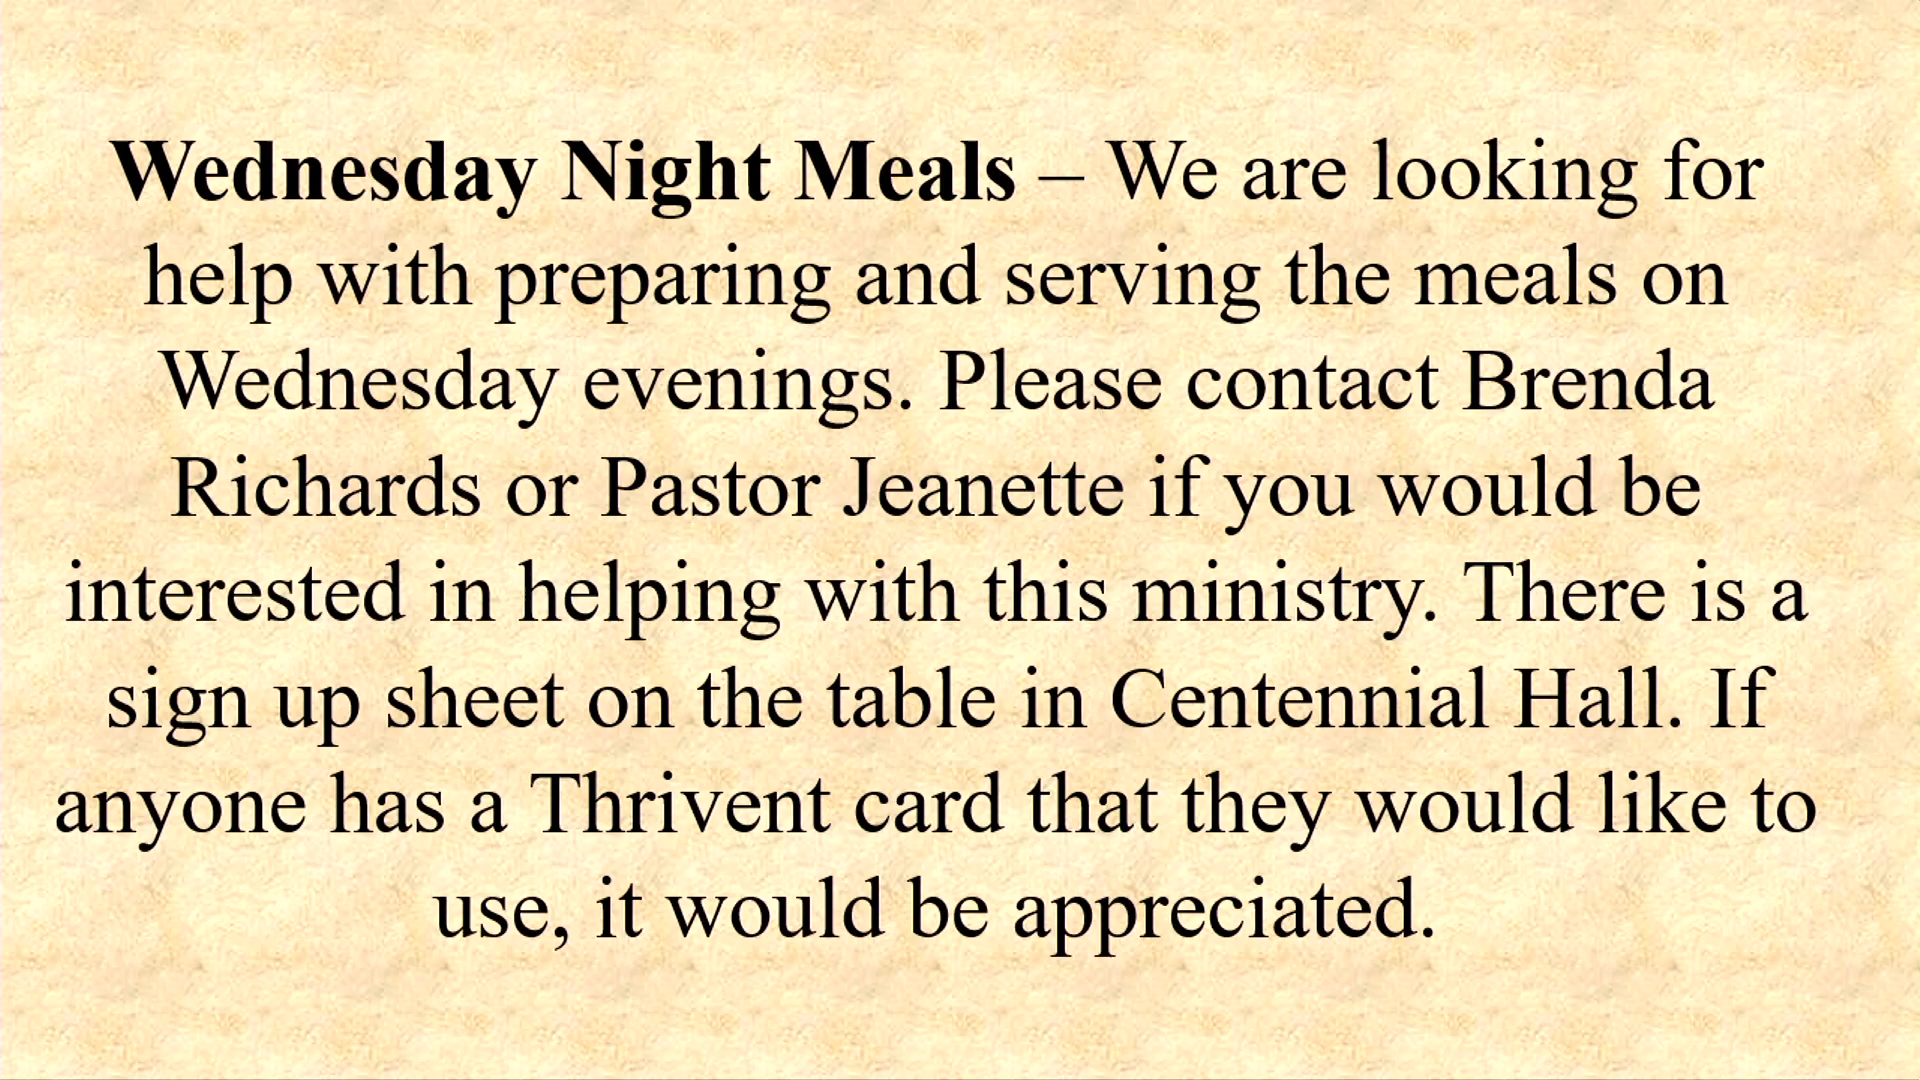 Wednesday Night Meals – We are looking for
help with preparing and serving the meals on
Wednesday evenings. Please contact Brenda
Richards or Pastor Jeanette if you would be
interested in helping with this ministry. There is a
sign up sheet on the table in Centennial Hall. If
anyone has a Thrivent card that they would like to
use, it would be appreciated.